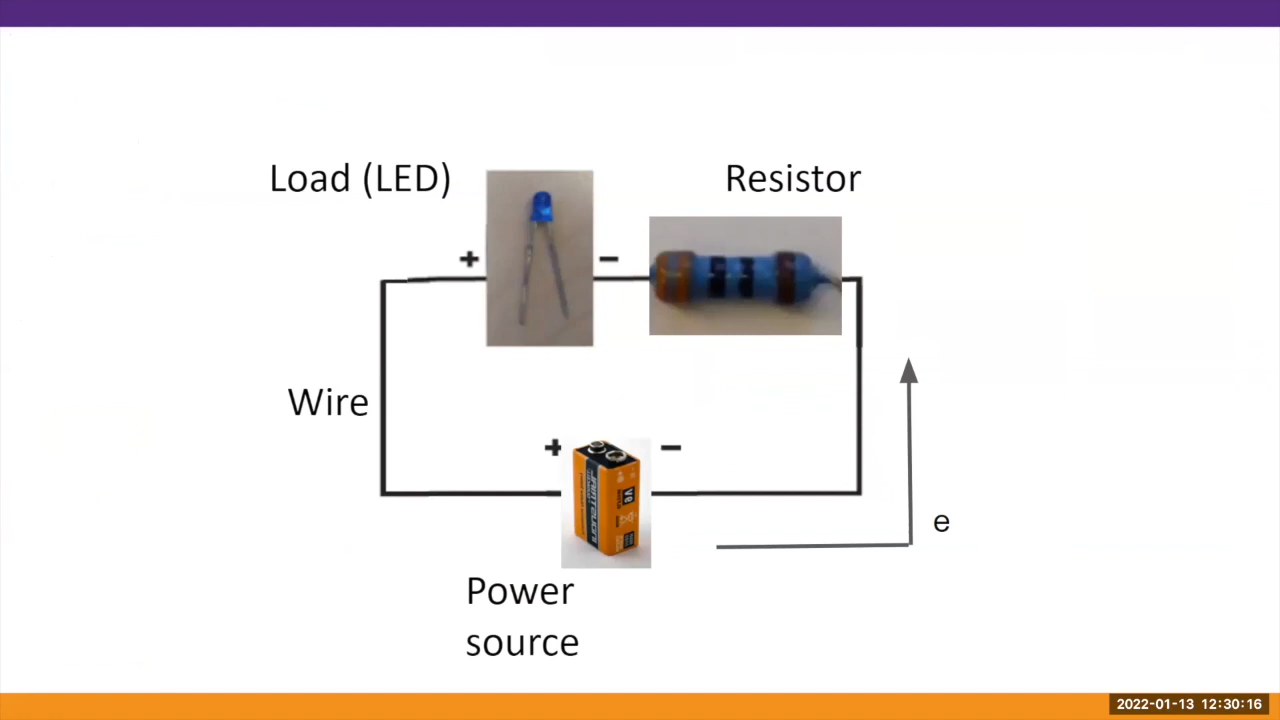 Load (LED)
Resistor
+
−
Wire
+
−
e
Power
source
2022-01-13 12:30:16